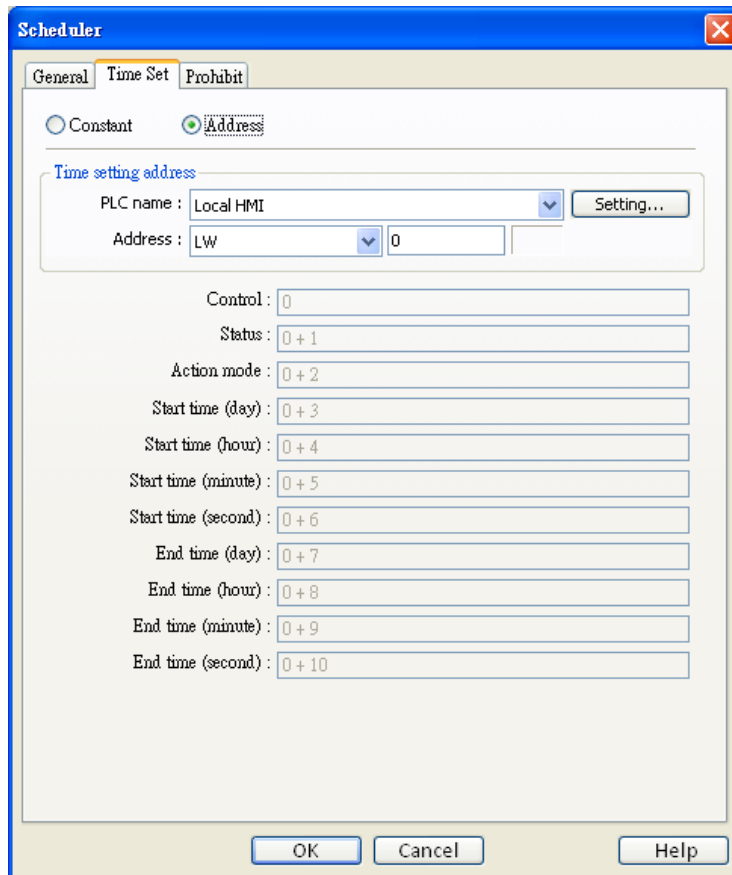 Scheduler
General Time Set Prohibit
Constant Address
Time setting address
PLC name : Local HMI Setting...
Address : LW 0
Control : 0
Status : 0 + 1
Action mode : 0 + 2
Start time (day) : 0 + 3
Start time (hour) : 0 + 4
Start time (minute) : 0 + 5
Start time (second) : 0 + 6
End time (day) : 0 + 7
End time (hour) : 0 + 8
End time (minute) : 0 + 9
End time (second) : 0 + 10
OK Cancel Help